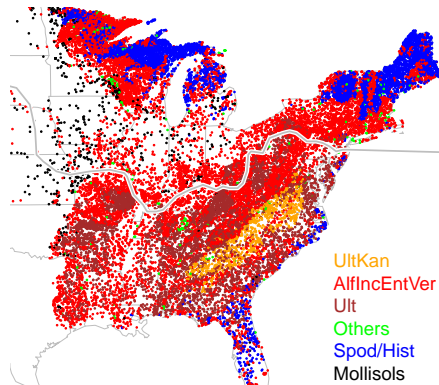 UltKan
AlfIncEntVer
Ult
Others
Spod/Hist
Mollisols